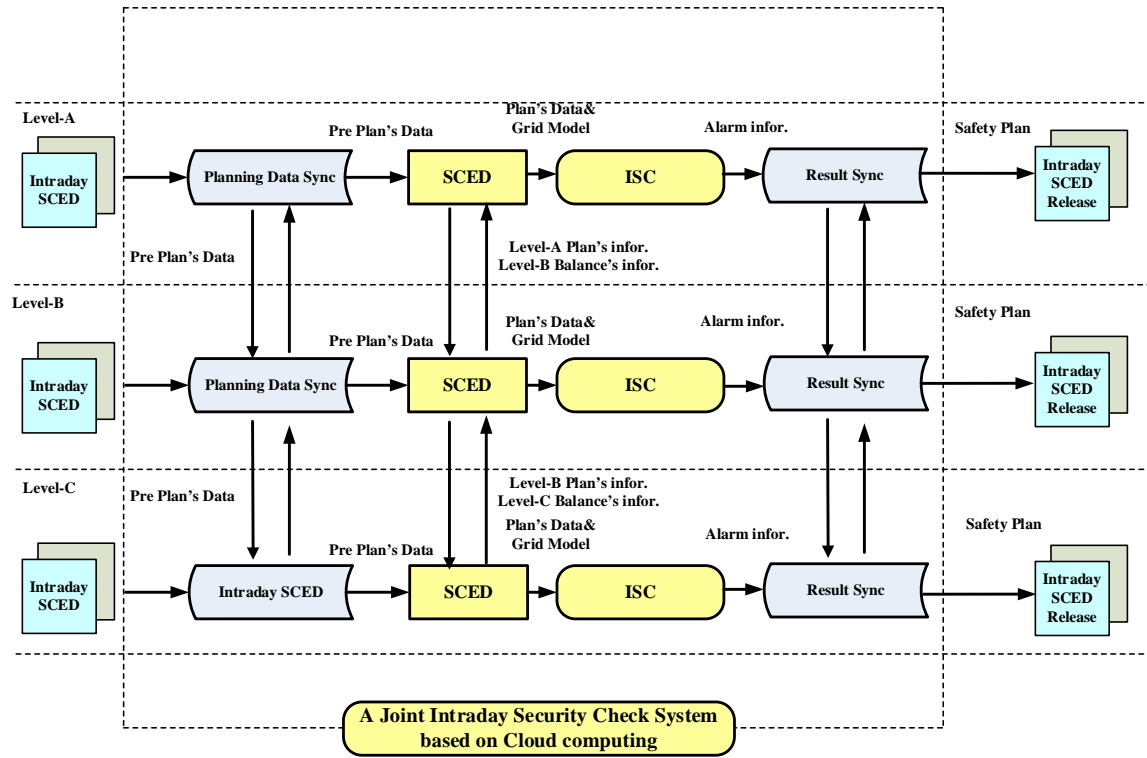 Level-A
Intraday
SCED
Planning Data Sync
Pre Plan's Data
SCED
Plan's Data&
Grid Model
ISC
Alarm infor.
Result Sync
Safety Plan
Intraday
SCED
Release
Pre Plan's Data
Level-A Plan's infor.
Level-B Balance's infor.
Level-B
Intraday
SCED
Planning Data Sync
Pre Plan's Data
SCED
Plan's Data&
Grid Model
ISC
Alarm infor.
Result Sync
Safety Plan
Intraday
SCED
Release
Pre Plan's Data
Level-B Plan's infor.
Level-C Balance's infor.
Level-C
Intraday
SCED
Intraday SCED
Pre Plan's Data
SCED
Plan's Data&
Grid Model
ISC
Alarm infor.
Result Sync
Safety Plan
Intraday
SCED
Release
A Joint Intraday Security Check System
based on Cloud computing